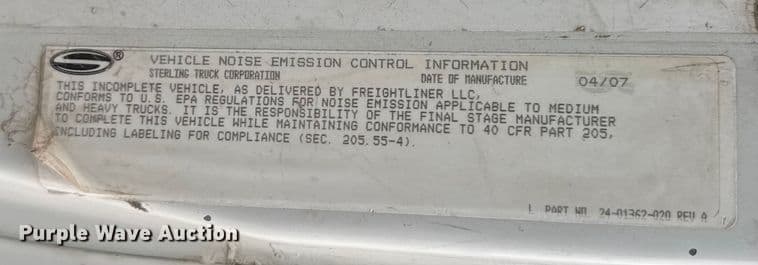 S®
VEHICLE NOISE EMISSION CONTROL INFORMATION
STERLING TRUCK CORPORATION DATE OF MANUFACTURE 04/07
THIS INCOMPLETE VEHICLE, AS DELIVERED BY FREIGHTLINER LLC,
CONFORMS TO U.S. EPA REGULATIONS FOR NOISE EMISSION APPLICABLE TO MEDIUM
AND HEAVY TRUCKS. IT IS THE RESPONSIBILITY OF THE FINAL STAGE MANUFACTURER
TO COMPLETE THIS VEHICLE WHILE MAINTAINING CONFORMANCE TO 40 CFR PART 205,
INCLUDING LABELING FOR COMPLIANCE (SEC. 205.55-4).
PART NO. 24-01362-020 REV A
Purple Wave Auction